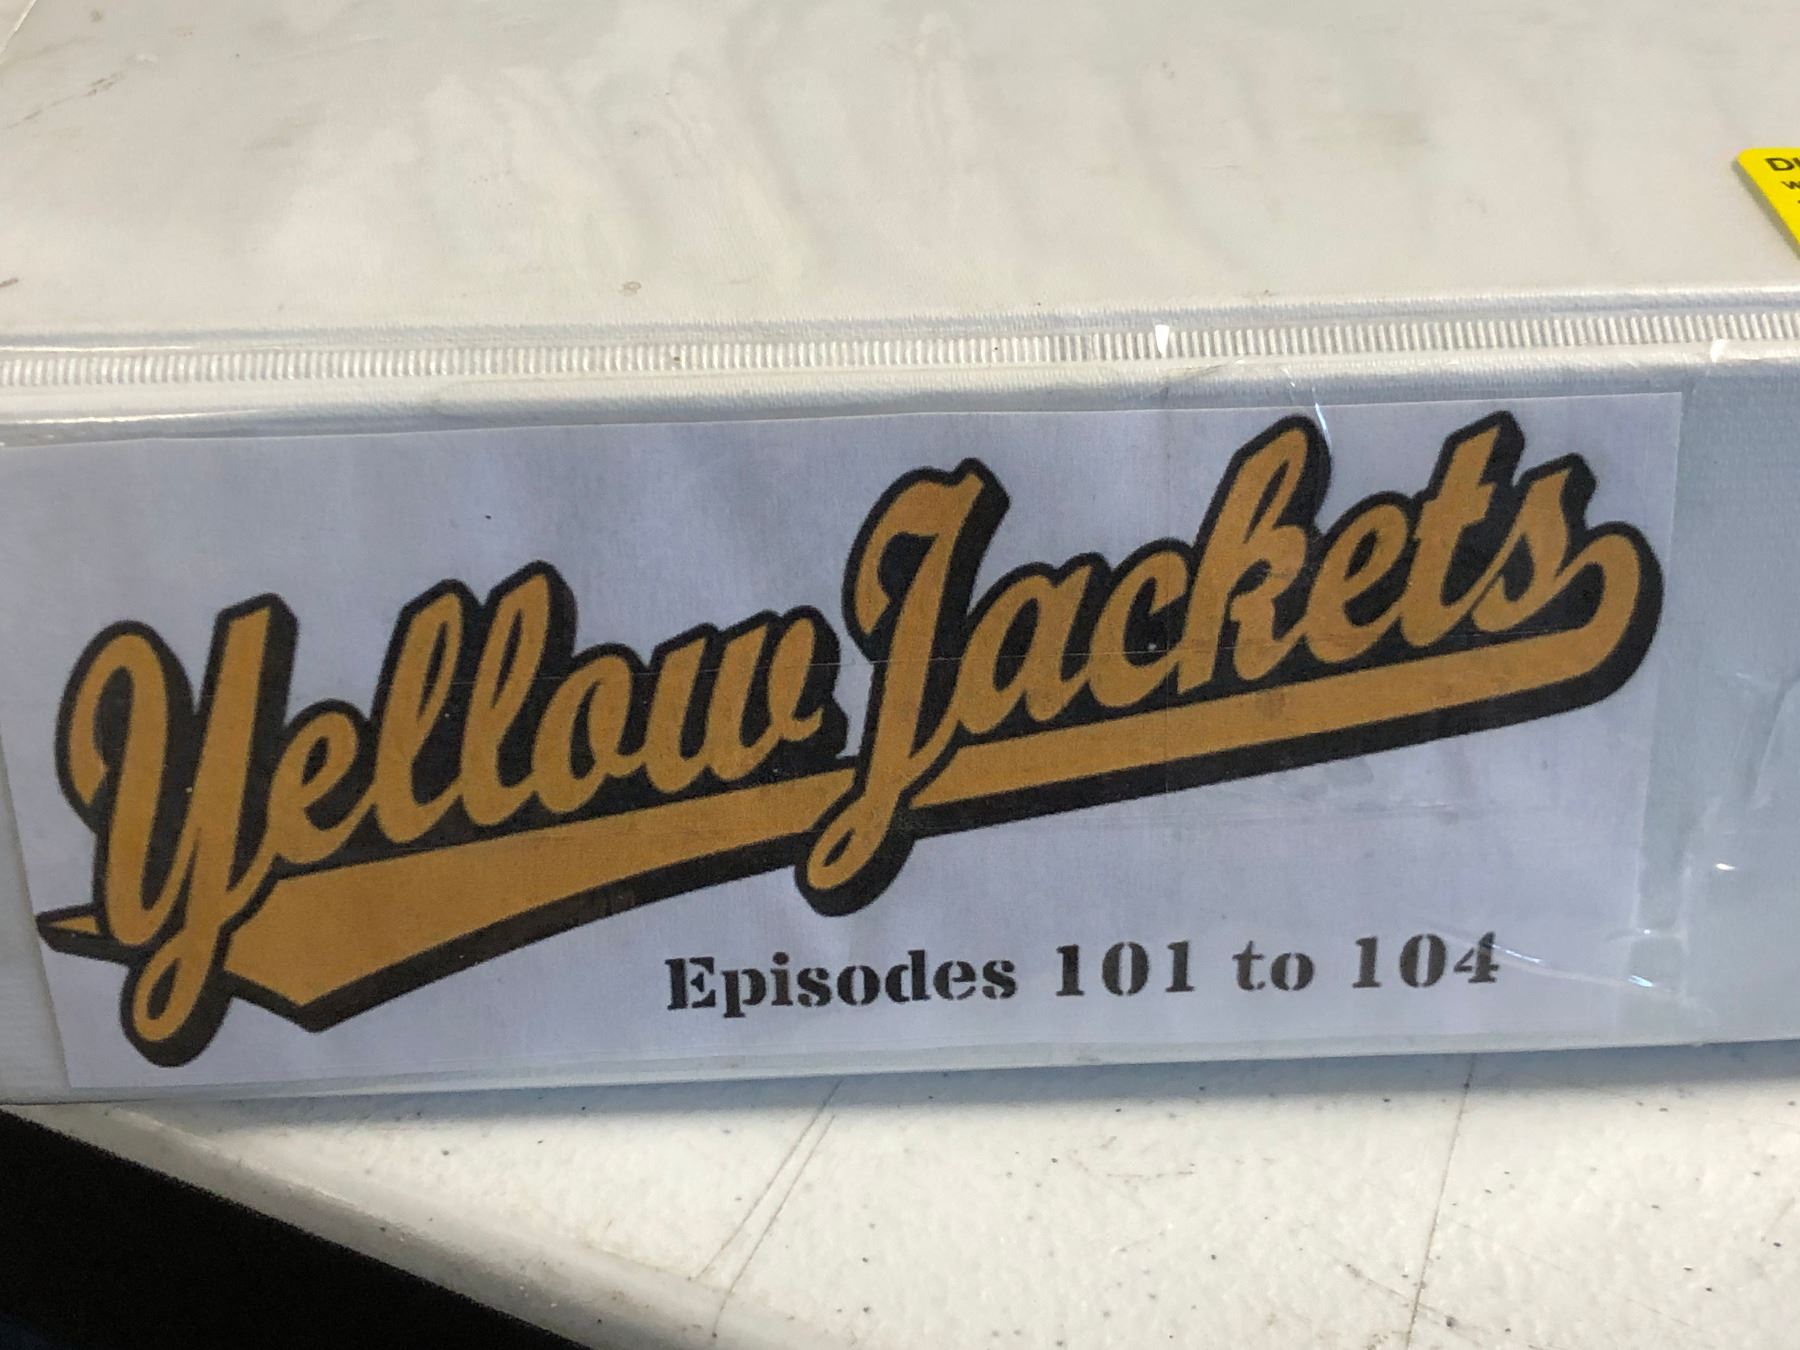 Yellow Jackets
Episodes 101 to 104